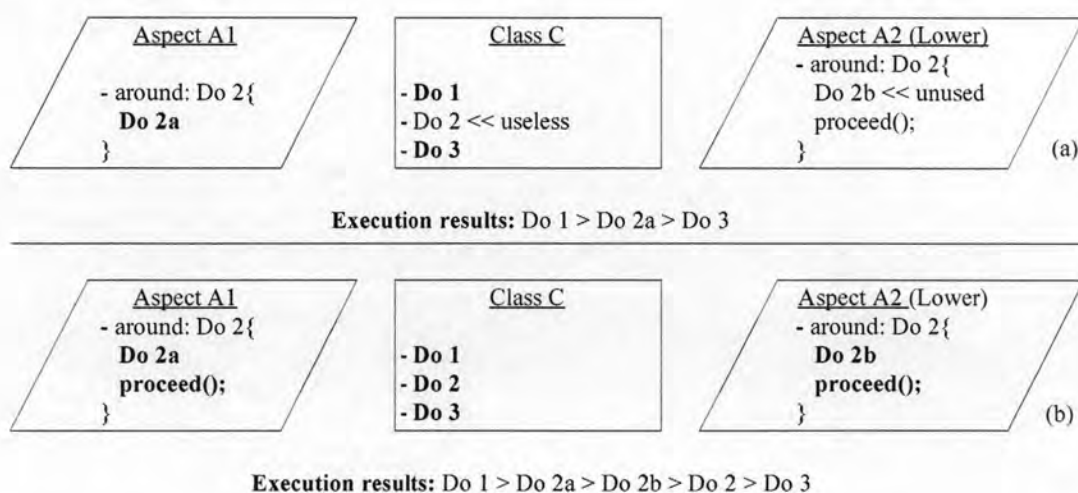 Aspect A1
- around: Do 2{
Do 2a
}
Class C
- Do 1
- Do 2 << useless
- Do 3
Aspect A2 (Lower)
- around: Do 2{
Do 2b << unused
proceed();
}
(a)
Execution results: Do 1 > Do 2a > Do 3
Aspect A1
- around: Do 2{
Do 2a
proceed();
}
Class C
- Do 1
- Do 2
- Do 3
Aspect A2 (Lower)
- around: Do 2{
Do 2b
proceed();
}
(b)
Execution results: Do 1 > Do 2a > Do 2b > Do 2 > Do 3